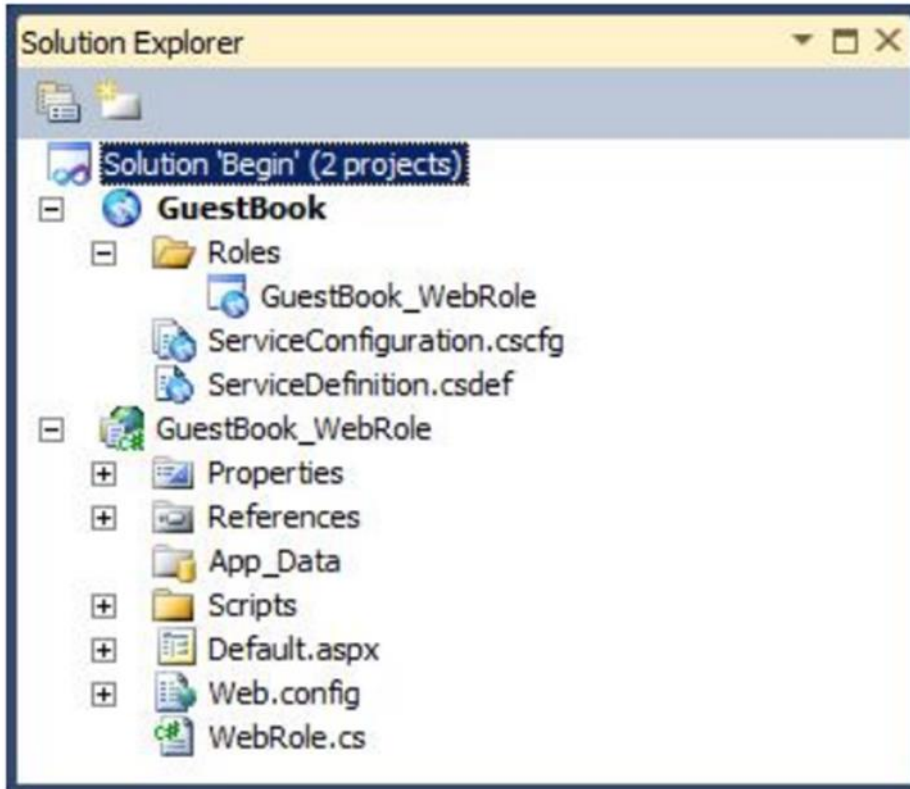 Solution Explorer
Solution 'Begin' (2 projects)
GuestBook
Roles
GuestBook_WebRole
ServiceConfiguration.cscfg
ServiceDefinition.csdef
GuestBook_WebRole
Properties
References
App_Data
Scripts
Default.aspx
Web.config
WebRole.cs